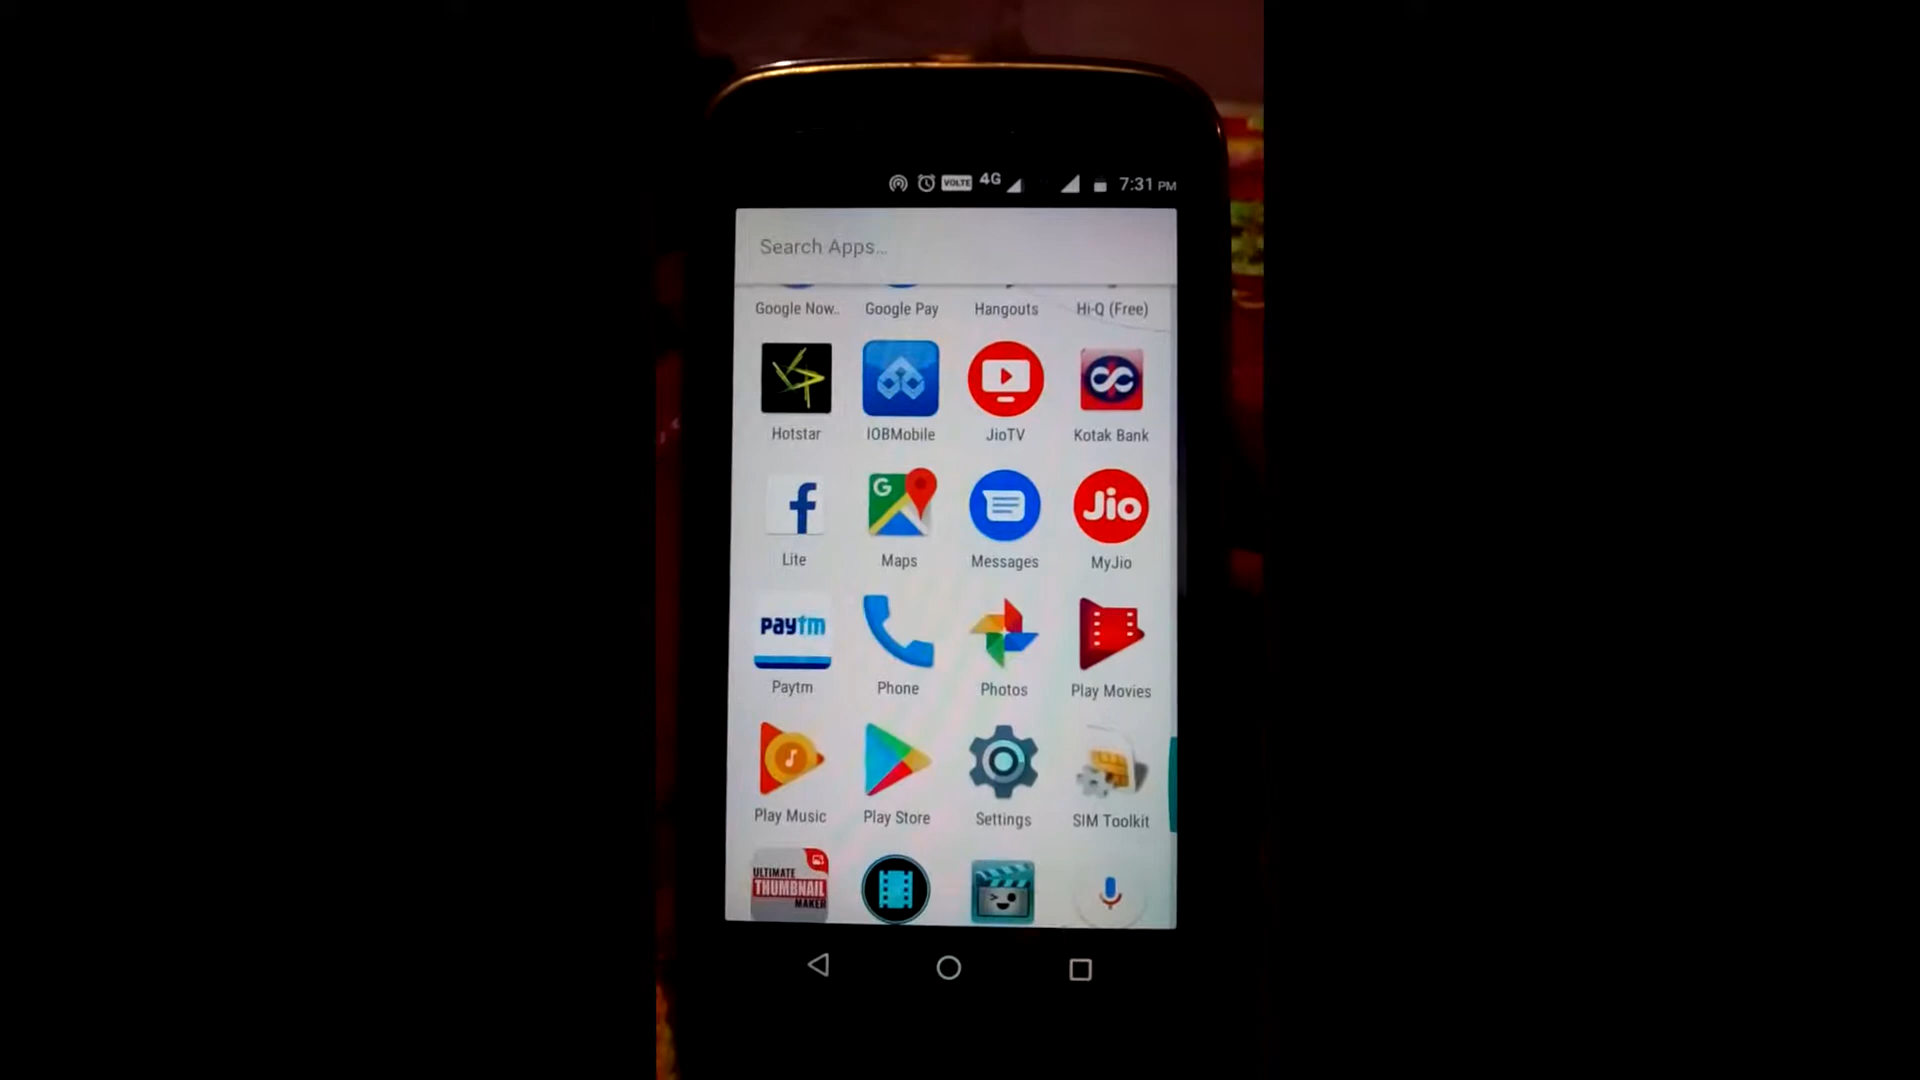 VOLTE 4G 7:31 PM
Search Apps...
Google Now.. Google Pay Hangouts Hi-Q (Free)
Hotstar IOBMobile JioTV Kotak Bank
G
f Jio
Lite Maps Messages MyJio
paytm
Paytm Phone Photos Play Movies
Play Music Play Store Settings SIM Toolkit
ULTIMATE
THUMBNAIL
MAKER